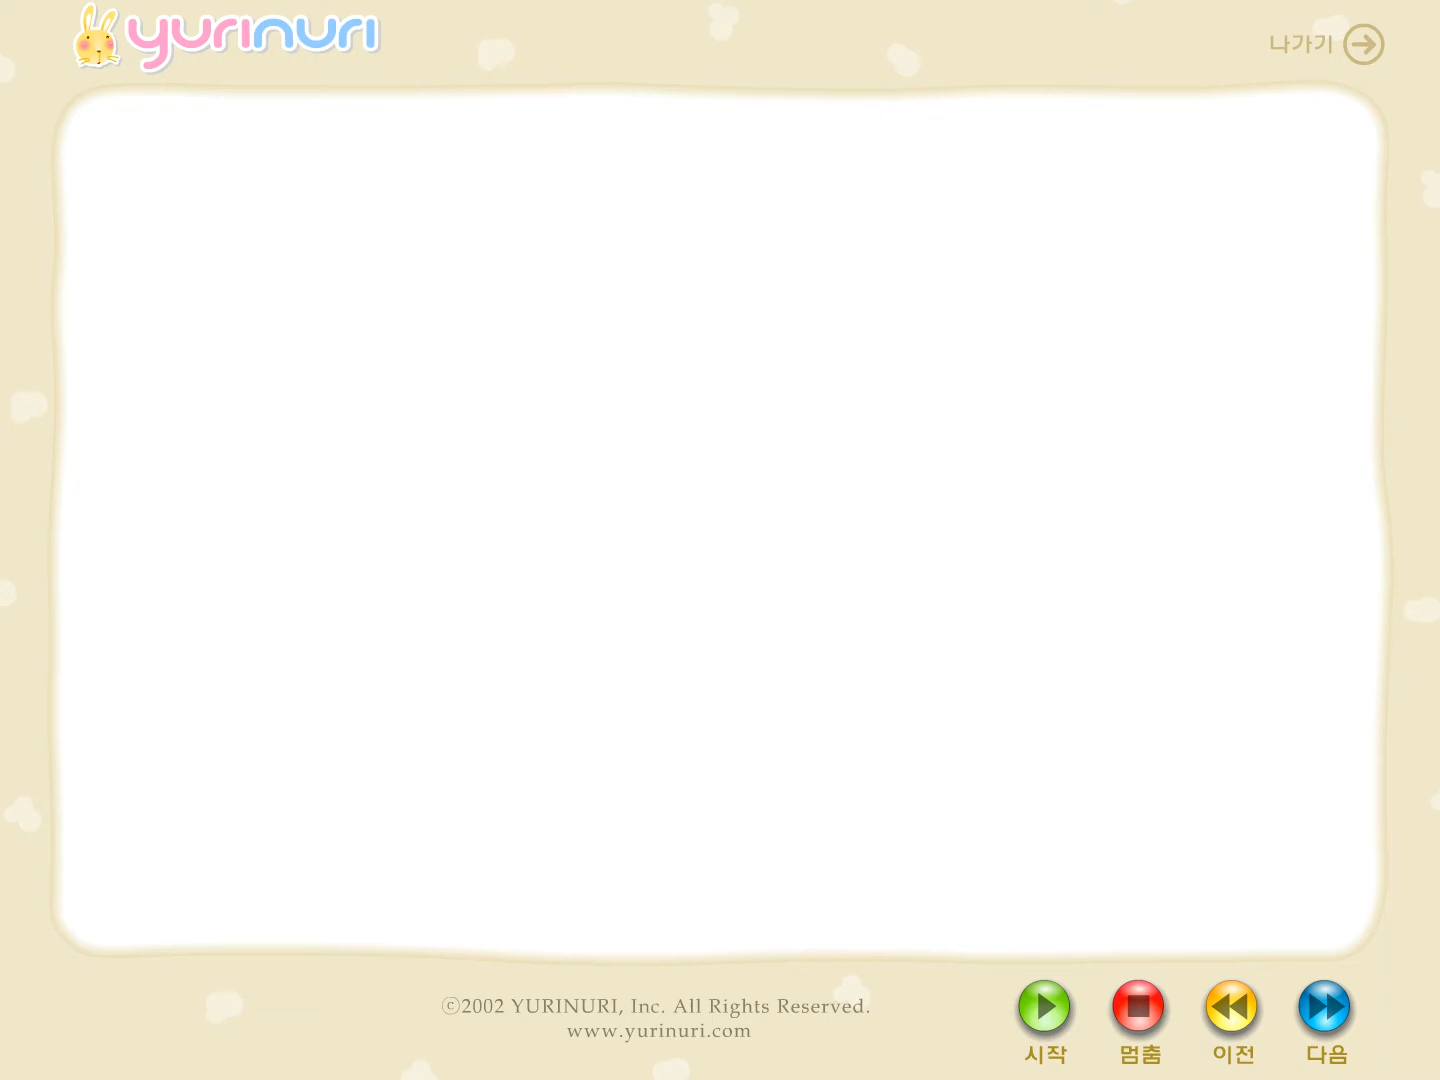 yurinuri
나가기
ⓒ2002 YURINURI, Inc. All Rights Reserved.
www.yurinuri.com
시작 멈춤 이전 다음